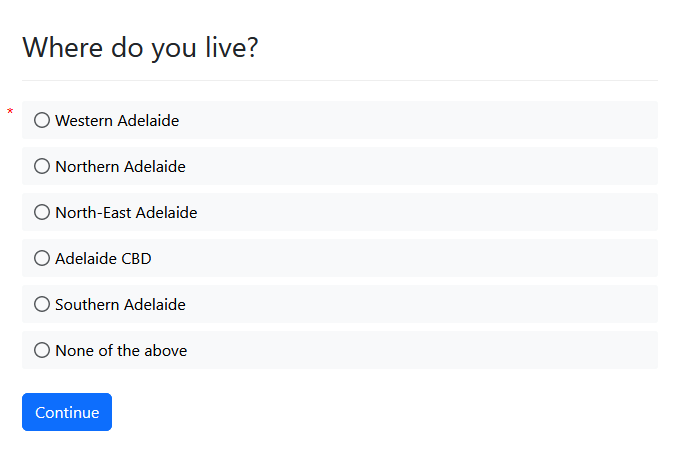 Where do you live?
* Western Adelaide
Northern Adelaide
North-East Adelaide
Adelaide CBD
Southern Adelaide
None of the above
Continue